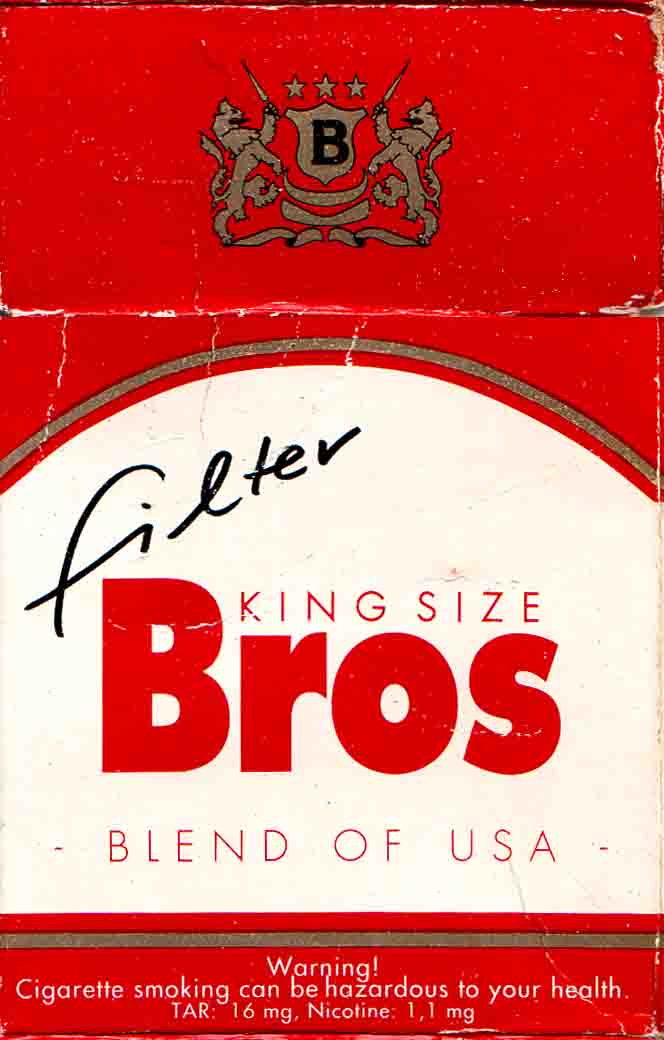 B
filter
KING SIZE
Bros
- BLEND OF USA -
Warning!
Cigarette smoking can be hazardous to your health.
TAR: 16 mg, Nicotine: 1,1 mg